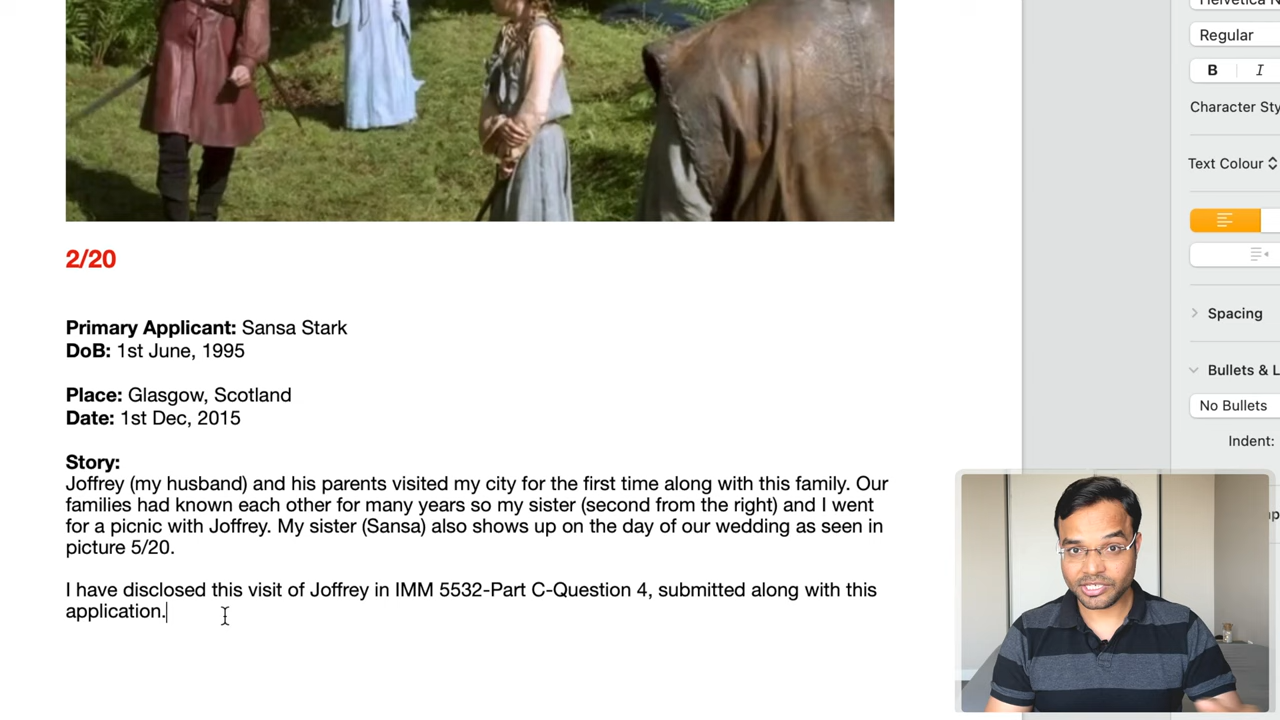 Regular
B I
Character Sty
Text Colour
2/20
Spacing
Primary Applicant: Sansa Stark
DoB: 1st June, 1995
Bullets & L
Place: Glasgow, Scotland
No Bullets
Date: 1st Dec, 2015
Indent:
Story:
Joffrey (my husband) and his parents visited my city for the first time along with this family. Our
families had known each other for many years so my sister (second from the right) and I went
for a picnic with Joffrey. My sister (Sansa) also shows up on the day of our wedding as seen in
picture 5/20.
I have disclosed this visit of Joffrey in IMM 5532-Part C-Question 4, submitted along with this
application.